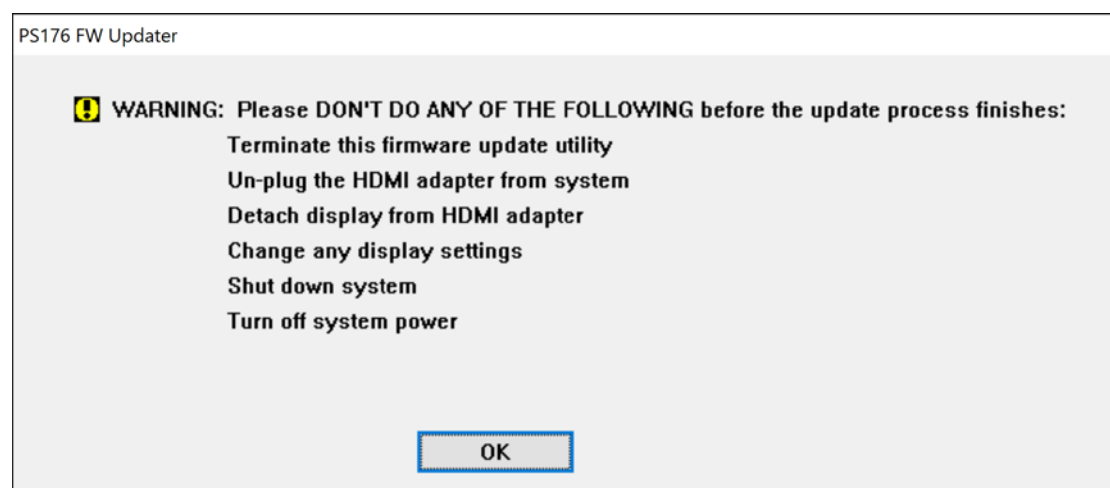 PS176 FW Updater
WARNING: Please DON'T DO ANY OF THE FOLLOWING before the update process finishes:
Terminate this firmware update utility
Un-plug the HDMI adapter from system
Detach display from HDMI adapter
Change any display settings
Shut down system
Turn off system power
OK